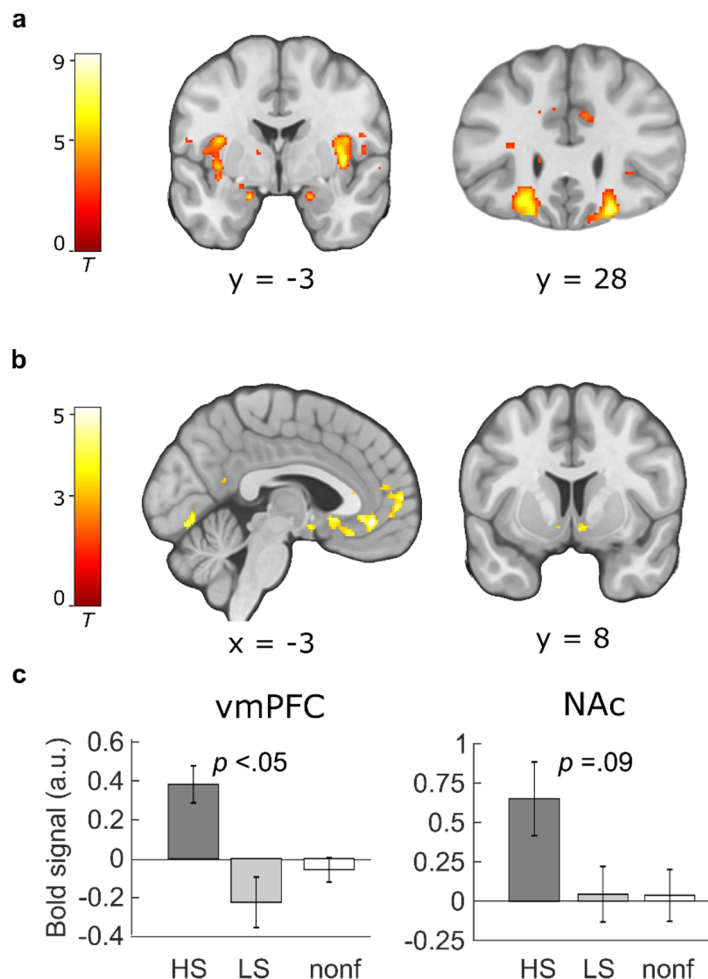 a
9
5
0
T
y = -3
y = 28
b
5
3
0
T
x = -3
y = 8
c
vmPFC
NAc
Bold signal (a.u.)
0.6
0.4
0.2
0
-0.2
-0.4
p <.05
HS
LS
nonf
1
0.75
0.5
0.25
0
-0.25
p =.09
HS
LS
nonf